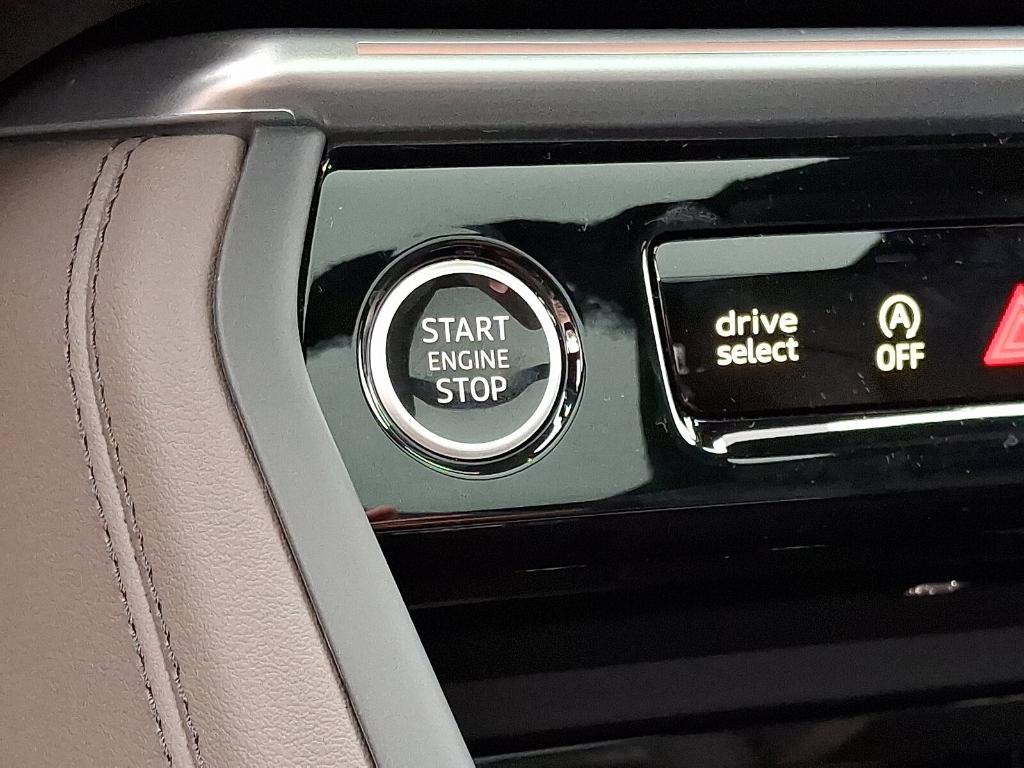 START
ENGINE
STOP
drive
select
A
OFF